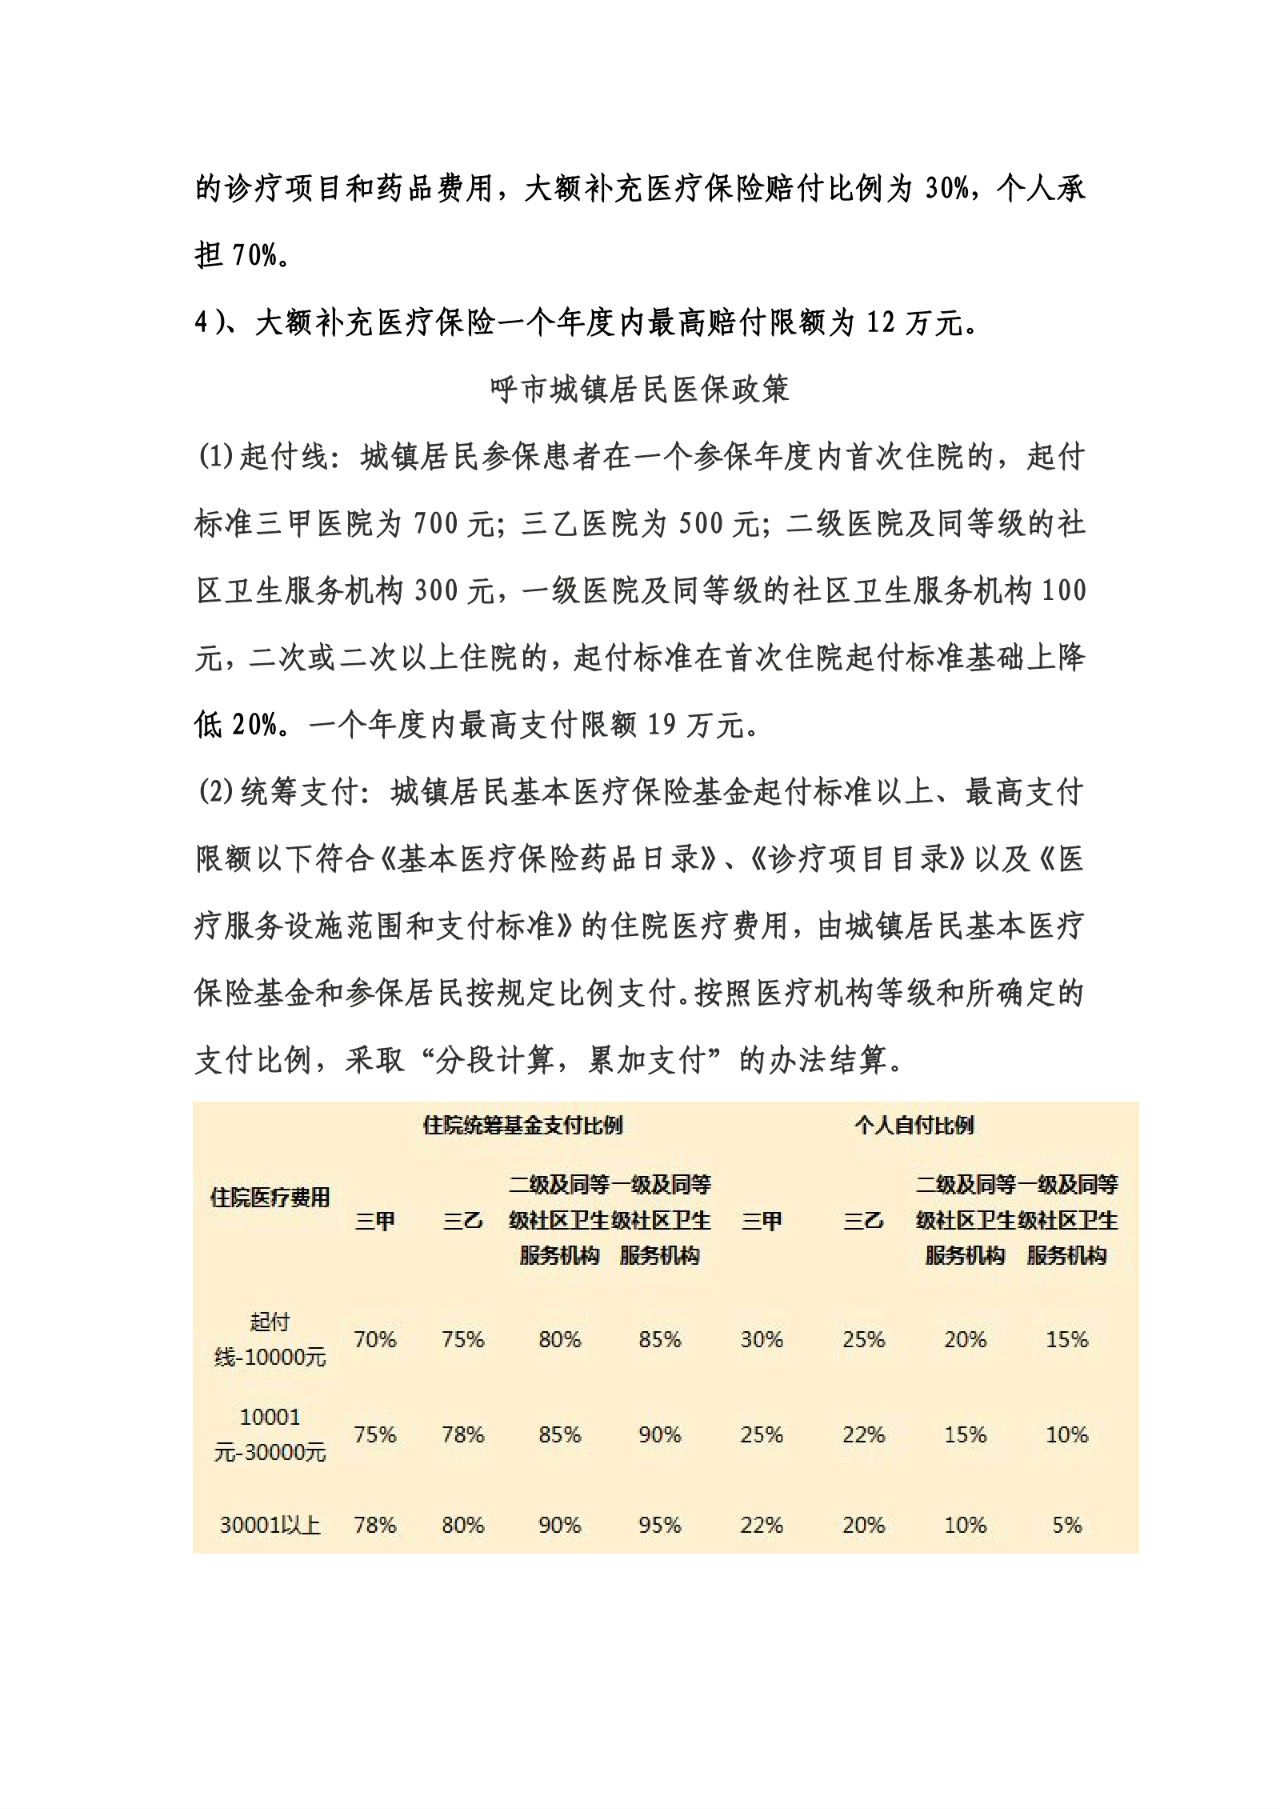 的诊疗项目和药品费用，大额补充医疗保险赔付比例为 30%，个人承
担 70%。
4)、大额补充医疗保险一个年度内最高赔付限额为 12 万元。
呼市城镇居民医保政策
(1)起付线：城镇居民参保患者在一个参保年度内首次住院的，起付
标准三甲医院为 700 元；三乙医院为 500 元；二级医院及同等级的社
区卫生服务机构 300 元，一级医院及同等级的社区卫生服务机构 100
元，二次或二次以上住院的，起付标准在首次住院起付标准基础上降
低 20%。一个年度内最高支付限额 19 万元。
(2)统筹支付：城镇居民基本医疗保险基金起付标准以上、最高支付
限额以下符合《基本医疗保险药品日录》、《诊疗项目目录》以及《医
疗服务设施范围和支付标准》的住院医疗费用，由城镇居民基本医疗
保险基金和参保居民按规定比例支付。按照医疗机构等级和所确定的
支付比例，采取“分段计算，累加支付”的办法结算。
住院统筹基金支付比例 个人自付比例
二级及同等 一级及同等 二级及同等 一级及同等
住院医疗费用
三甲 三乙 级社区卫生 级社区卫生 三甲 三乙 级社区卫生 级社区卫生
服务机构 服务机构 服务机构 服务机构
起付
70% 75% 80% 85% 30% 25% 20% 15%
线-10000元
10001
75% 78% 85% 90% 25% 22% 15% 10%
元-30000元
30001以上 78% 80% 90% 95% 22% 20% 10% 5%